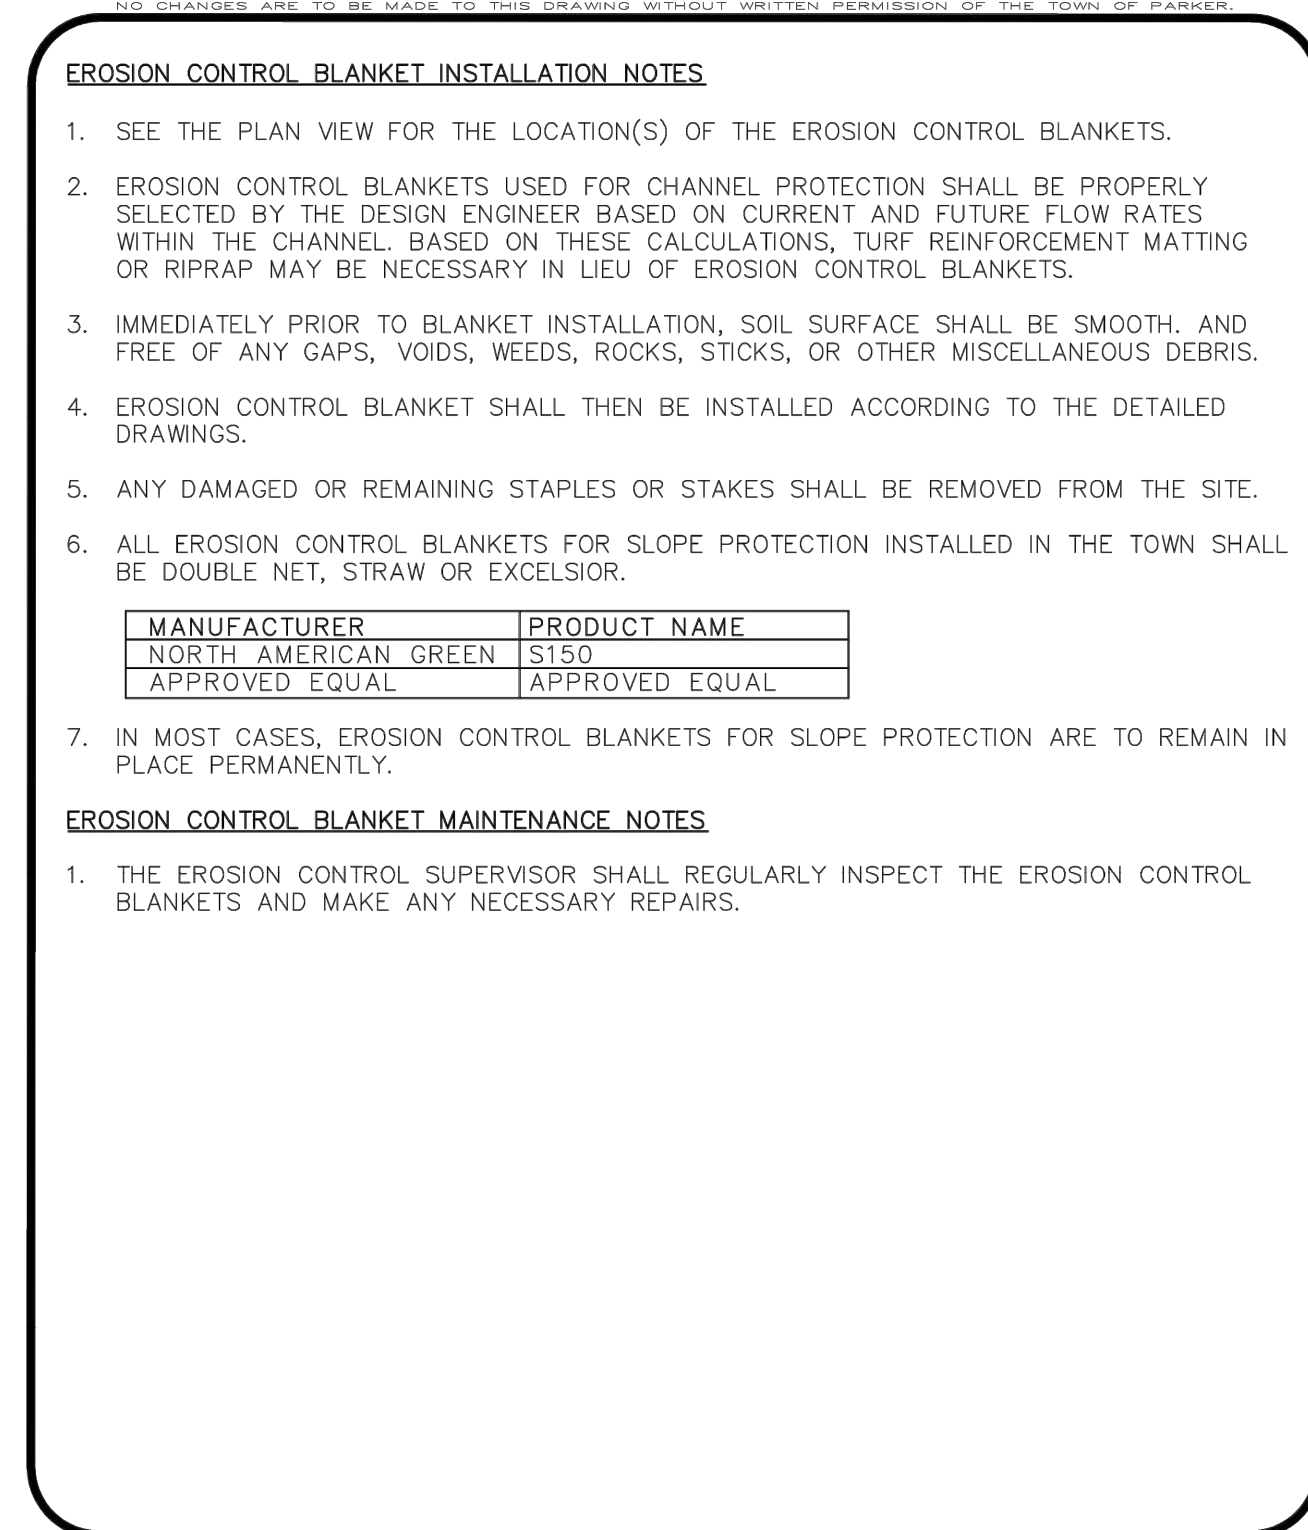 NO CHANGES ARE TO BE MADE TO THIS DRAWING WITHOUT WRITTEN PERMISSION OF THE TOWN OF PARKER.
EROSION CONTROL BLANKET INSTALLATION NOTES
1. SEE THE PLAN VIEW FOR THE LOCATION(S) OF THE EROSION CONTROL BLANKETS.
2. EROSION CONTROL BLANKETS USED FOR CHANNEL PROTECTION SHALL BE PROPERLY
SELECTED BY THE DESIGN ENGINEER BASED ON CURRENT AND FUTURE FLOW RATES
WITHIN THE CHANNEL. BASED ON THESE CALCULATIONS, TURF REINFORCEMENT MATTING
OR RIPRAP MAY BE NECESSARY IN LIEU OF EROSION CONTROL BLANKETS.
3. IMMEDIATELY PRIOR TO BLANKET INSTALLATION, SOIL SURFACE SHALL BE SMOOTH. AND
FREE OF ANY GAPS, VOIDS, WEEDS, ROCKS, STICKS, OR OTHER MISCELLANEOUS DEBRIS.
4. EROSION CONTROL BLANKET SHALL THEN BE INSTALLED ACCORDING TO THE DETAILED
DRAWINGS.
5. ANY DAMAGED OR REMAINING STAPLES OR STAKES SHALL BE REMOVED FROM THE SITE.
6. ALL EROSION CONTROL BLANKETS FOR SLOPE PROTECTION INSTALLED IN THE TOWN SHALL
BE DOUBLE NET, STRAW OR EXCELSIOR.
MANUFACTURER PRODUCT NAME
NORTH AMERICAN GREEN S150
APPROVED EQUAL APPROVED EQUAL
7. IN MOST CASES, EROSION CONTROL BLANKETS FOR SLOPE PROTECTION ARE TO REMAIN IN
PLACE PERMANENTLY.
EROSION CONTROL BLANKET MAINTENANCE NOTES
1. THE EROSION CONTROL SUPERVISOR SHALL REGULARLY INSPECT THE EROSION CONTROL
BLANKETS AND MAKE ANY NECESSARY REPAIRS.